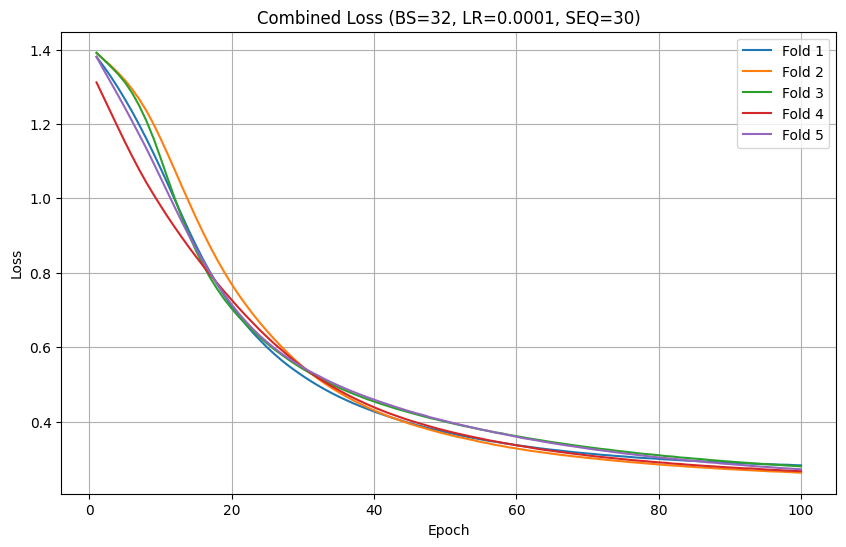 Combined Loss (BS=32, LR=0.0001, SEQ=30)
Fold 1
Fold 2
Fold 3
Fold 4
Fold 5
Loss
1.4
1.2
1.0
0.8
0.6
0.4
0 20 40 60 80 100
Epoch